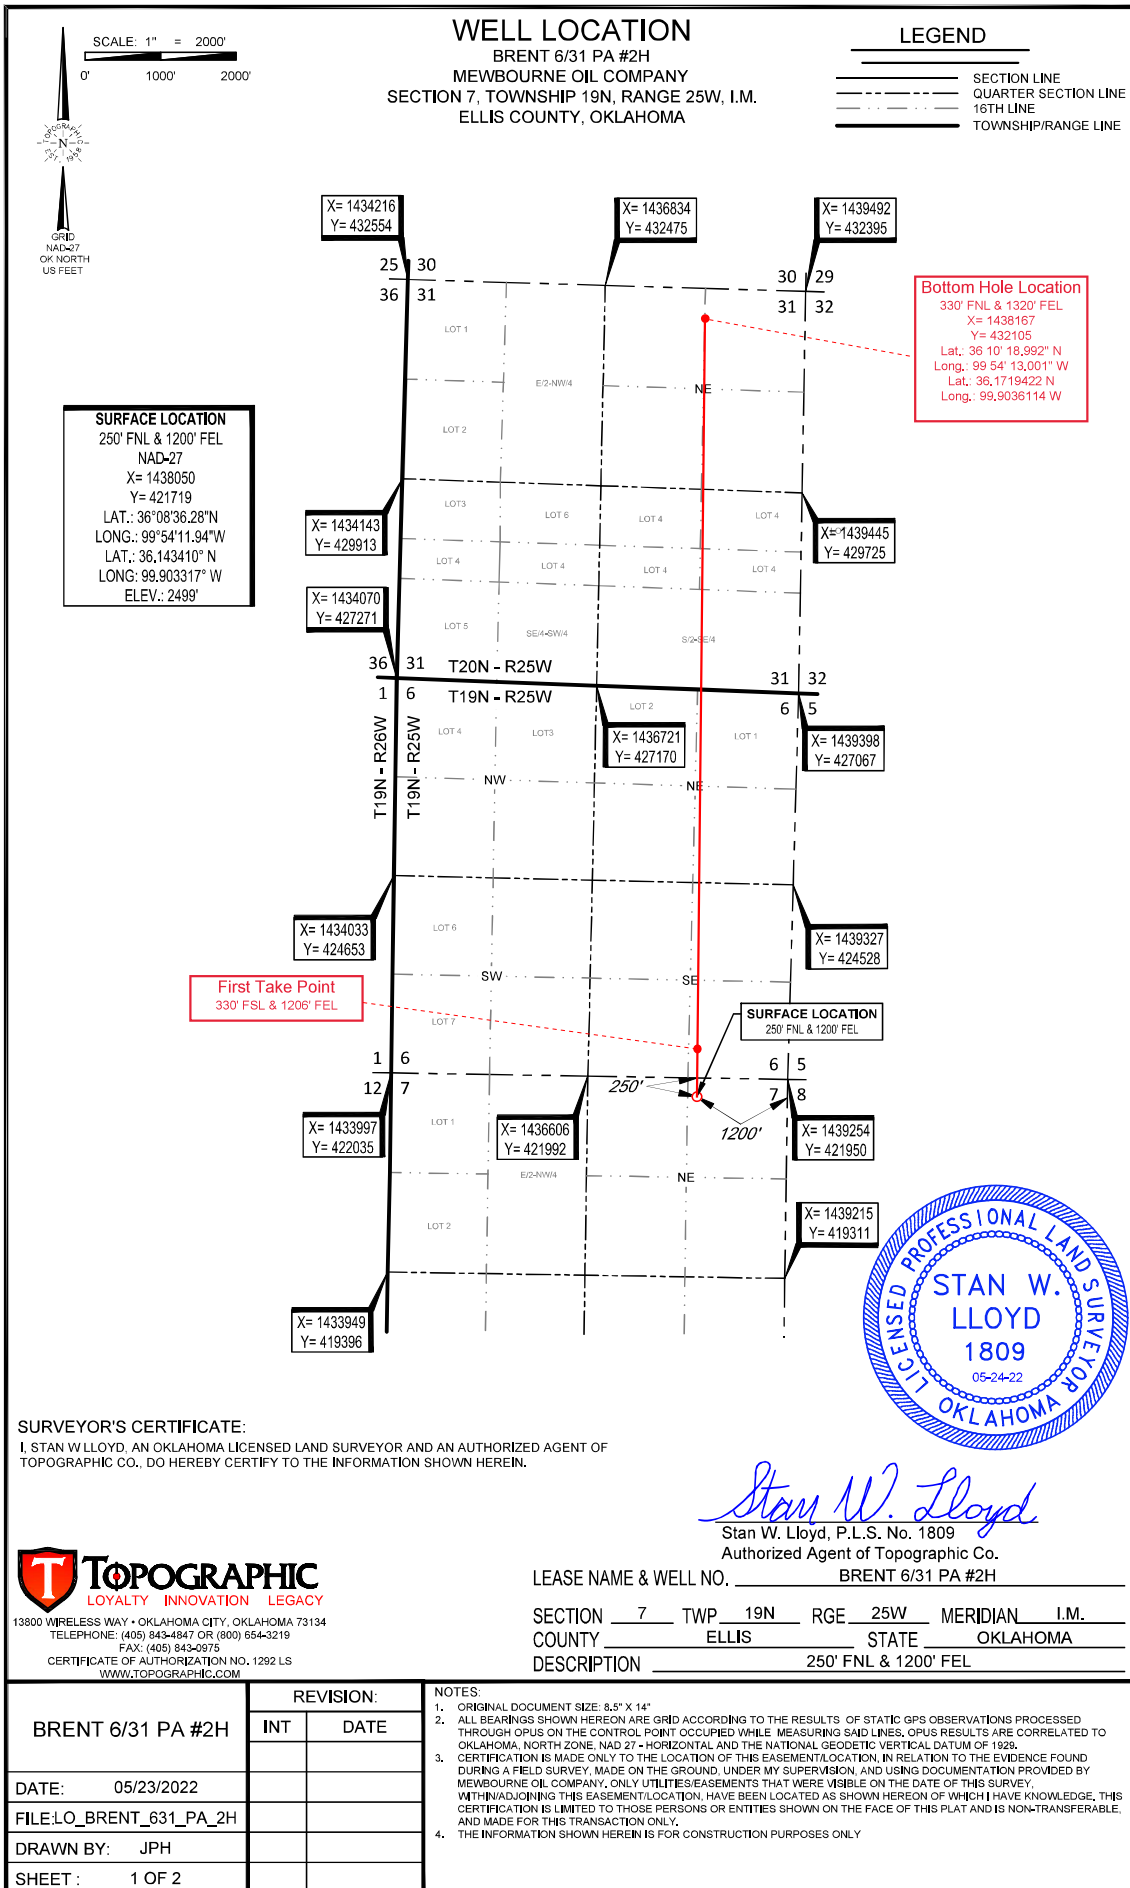 SCALE: 1" = 2000'
0' 1000' 2000'
TOPOGRAPHIC
N
EST. 1958
GRID
NAD-27
OK NORTH
US FEET
WELL LOCATION
BRENT 6/31 PA #2H
MEWBOURNE OIL COMPANY
SECTION 7, TOWNSHIP 19N, RANGE 25W, I.M.
ELLIS COUNTY, OKLAHOMA
LEGEND
SECTION LINE
QUARTER SECTION LINE
16TH LINE
TOWNSHIP/RANGE LINE
X= 1434216
Y= 432554
X= 1436834
Y= 432475
X= 1439492
Y= 432395
25 30
36 31
30 29
31 32
Bottom Hole Location
330' FNL & 1320' FEL
X= 1438167
Y= 432105
Lat.: 36 10' 18.992" N
Long.: 99 54' 13.001" W
Lat.: 36.1719422 N
Long.: 99.9036114 W
LOT 1
E/2-NW/4
NE
LOT 2
SURFACE LOCATION
250' FNL & 1200' FEL
NAD-27
X= 1438050
Y= 421719
LAT.: 36°08'36.28"N
LONG.: 99°54'11.94"W
LAT.: 36.143410° N
LONG: 99.903317° W
ELEV.: 2499'
LOT3
LOT 6
LOT 4
LOT 4
X= 1434143
Y= 429913
X= 1439445
Y= 429725
LOT 4
LOT 4
LOT 4
LOT 4
X= 1434070
Y= 427271
LOT 5
SE/4-SW/4
S/2-SE/4
36 31
T20N - R25W
31 32
1 6
T19N - R25W
6 5
LOT 2
LOT 4
LOT3
LOT 1
X= 1436721
Y= 427170
X= 1439398
Y= 427067
T19N - R26W
T19N - R25W
NW
NE
X= 1434033
Y= 424653
LOT 6
X= 1439327
Y= 424528
SW
SE
First Take Point
330' FSL & 1206' FEL
LOT 7
SURFACE LOCATION
250' FNL & 1200' FEL
1 6
12 7
6 5
7 8
250'
1200'
X= 1433997
Y= 422035
LOT 1
X= 1436606
Y= 421992
X= 1439254
Y= 421950
E/2-NW/4
NE
LOT 2
X= 1439215
Y= 419311
X= 1433949
Y= 419396
LICENSED PROFESSIONAL LAND SURVEYOR
STAN W.
LLOYD
1809
05-24-22
OKLAHOMA
SURVEYOR'S CERTIFICATE:
I, STAN W LLOYD, AN OKLAHOMA LICENSED LAND SURVEYOR AND AN AUTHORIZED AGENT OF
TOPOGRAPHIC CO., DO HEREBY CERTIFY TO THE INFORMATION SHOWN HEREIN.
Stan W. Lloyd
Stan W. Lloyd, P.L.S. No. 1809
Authorized Agent of Topographic Co.
T TOPOGRAPHIC
LOYALTY INNOVATION LEGACY
13800 WIRELESS WAY • OKLAHOMA CITY, OKLAHOMA 73134
TELEPHONE: (405) 843-4847 OR (800) 654-3219
FAX: (405) 843-0975
CERTIFICATE OF AUTHORIZATION NO. 1292 LS
WWW.TOPOGRAPHIC.COM
LEASE NAME & WELL NO. BRENT 6/31 PA #2H
SECTION 7 TWP 19N RGE 25W MERIDIAN I.M.
COUNTY ELLIS STATE OKLAHOMA
DESCRIPTION 250' FNL & 1200' FEL
BRENT 6/31 PA #2H
REVISION:
INT DATE
DATE: 05/23/2022
FILE:LO_BRENT_631_PA_2H
DRAWN BY: JPH
SHEET : 1 OF 2
NOTES:
1. ORIGINAL DOCUMENT SIZE: 8.5" X 14"
2. ALL BEARINGS SHOWN HEREON ARE GRID ACCORDING TO THE RESULTS OF STATIC GPS OBSERVATIONS PROCESSED
THROUGH OPUS ON THE CONTROL POINT OCCUPIED WHILE MEASURING SAID LINES. OPUS RESULTS ARE CORRELATED TO
OKLAHOMA, NORTH ZONE, NAD 27 - HORIZONTAL AND THE NATIONAL GEODETIC VERTICAL DATUM OF 1929.
3. CERTIFICATION IS MADE ONLY TO THE LOCATION OF THIS EASEMENT/LOCATION, IN RELATION TO THE EVIDENCE FOUND
DURING A FIELD SURVEY, MADE ON THE GROUND, UNDER MY SUPERVISION, AND USING DOCUMENTATION PROVIDED BY
MEWBOURNE OIL COMPANY. ONLY UTILITIES/EASEMENTS THAT WERE VISIBLE ON THE DATE OF THIS SURVEY,
WITHIN/ADJOINING THIS EASEMENT/LOCATION, HAVE BEEN LOCATED AS SHOWN HEREON OF WHICH I HAVE KNOWLEDGE. THIS
CERTIFICATION IS LIMITED TO THOSE PERSONS OR ENTITIES SHOWN ON THE FACE OF THIS PLAT AND IS NON-TRANSFERABLE,
AND MADE FOR THIS TRANSACTION ONLY.
4. THE INFORMATION SHOWN HEREIN IS FOR CONSTRUCTION PURPOSES ONLY